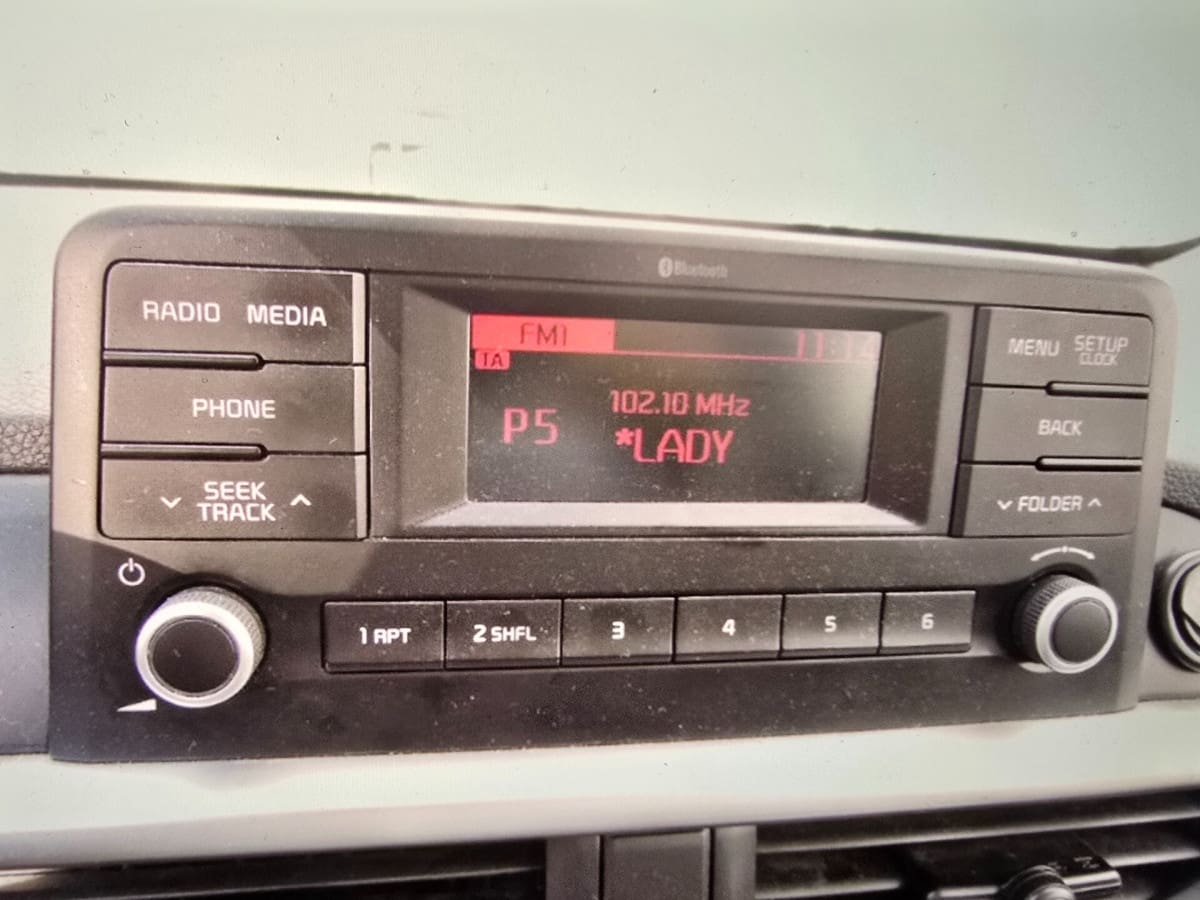 Bluetooth
RADIO MEDIA
FM1
TA
MENU SETUP
CLOCK
PHONE
102.10 MHz
P5
*LADY
BACK
SEEK
TRACK
FOLDER
1 RPT
2 SHFL
3
4
5
6